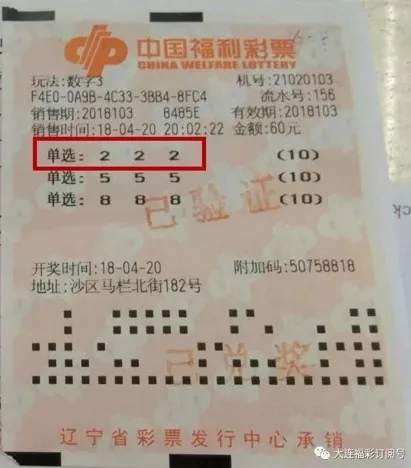 中国福利彩票
CHINA WELFARE LOTTERY
玩法:数字3 机号:21020103
F4E0-0A9B-4C33-3BB4-8FC4 流水号:156
销售期:2018103 8485E 有效期:2018103
销售时间:18-04-20 20:02:22 金额:60元
单选: 2 2 2 (10)
单选: 5 5 5 (10)
单选: 8 8 8 (10)
已验证
开奖时间:18-04-20 附加码:50758818
地址:沙区马栏北街182号
已兑奖
辽宁省彩票发行中心承销
大连福彩订阅号